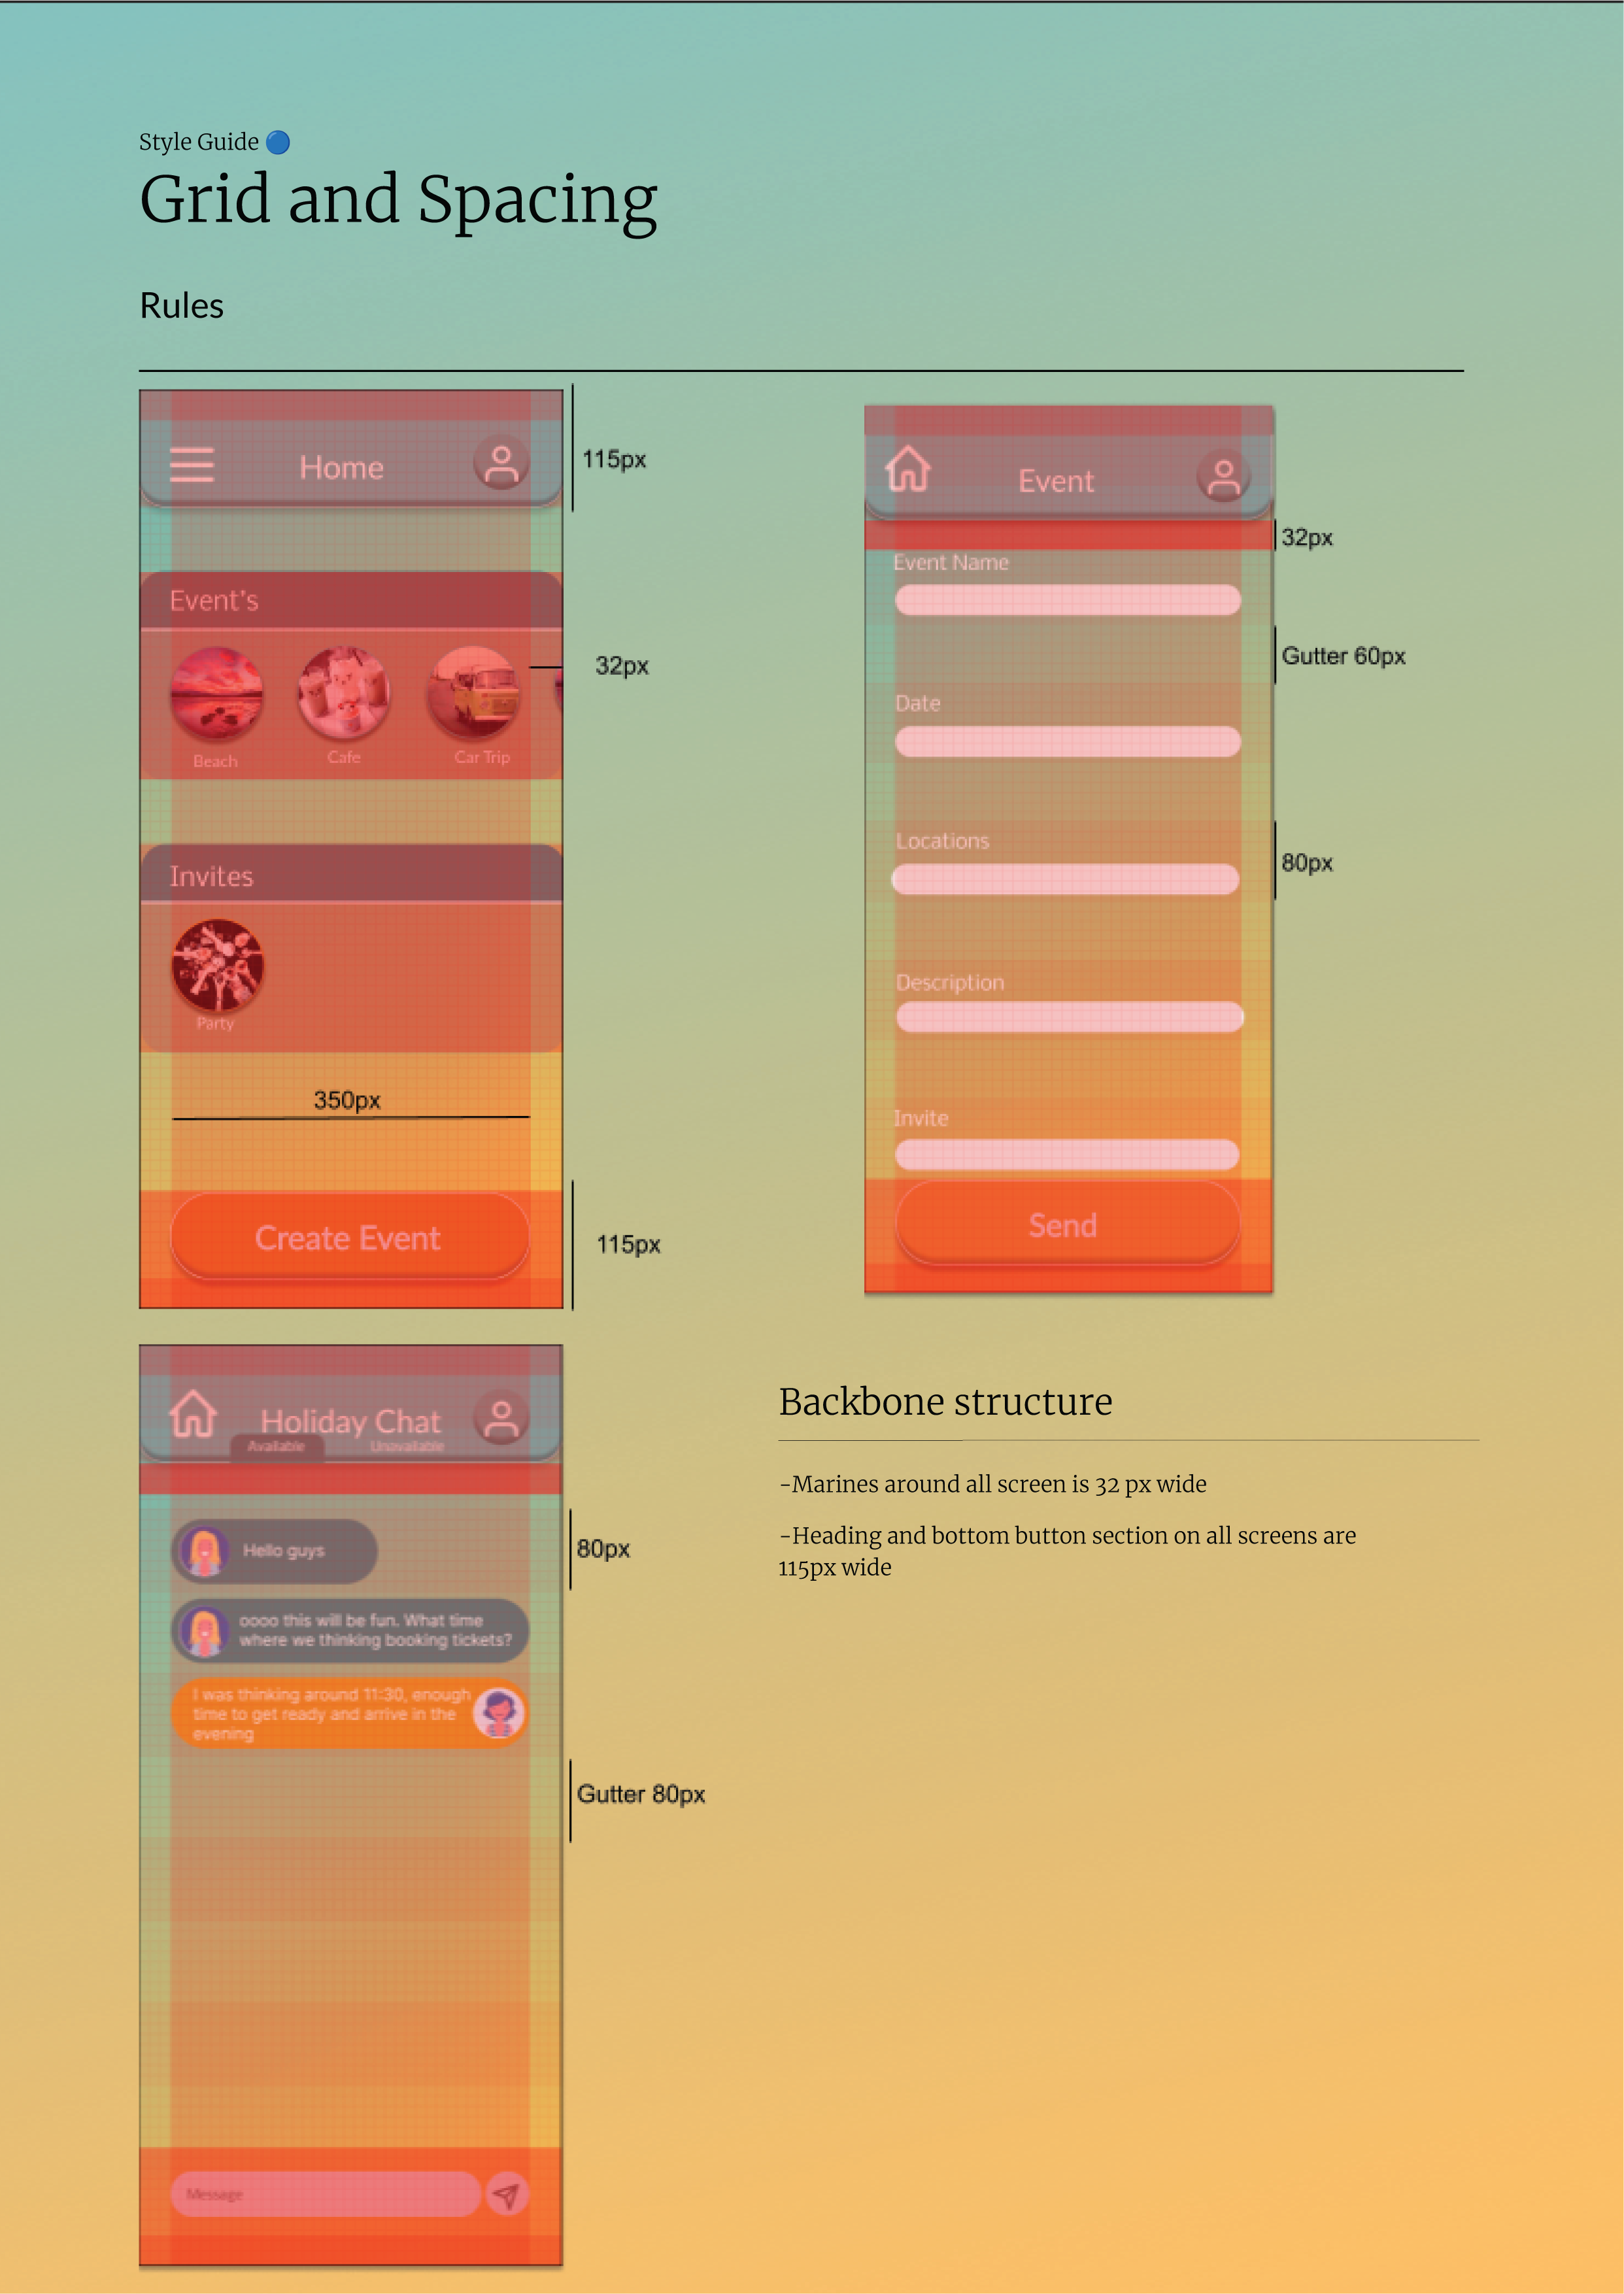 Style Guide
Grid and Spacing
Rules
Home
115px
Event's
32px
Beach
Cafe
Car Trip
Invites
Party
350px
Create Event
115px
Event
32px
Event Name
Gutter 60px
Date
Locations
80px
Description
Invite
Send
Holiday Chat
Available
Unavailable
Hello guys
80px
oooo this will be fun. What time
where we thinking booking tickets?
I was thinking around 11:30, enough
time to get ready and arrive in the
evening
Gutter 80px
Message
Backbone structure
-Marines around all screen is 32 px wide
-Heading and bottom button section on all screens are
115px wide